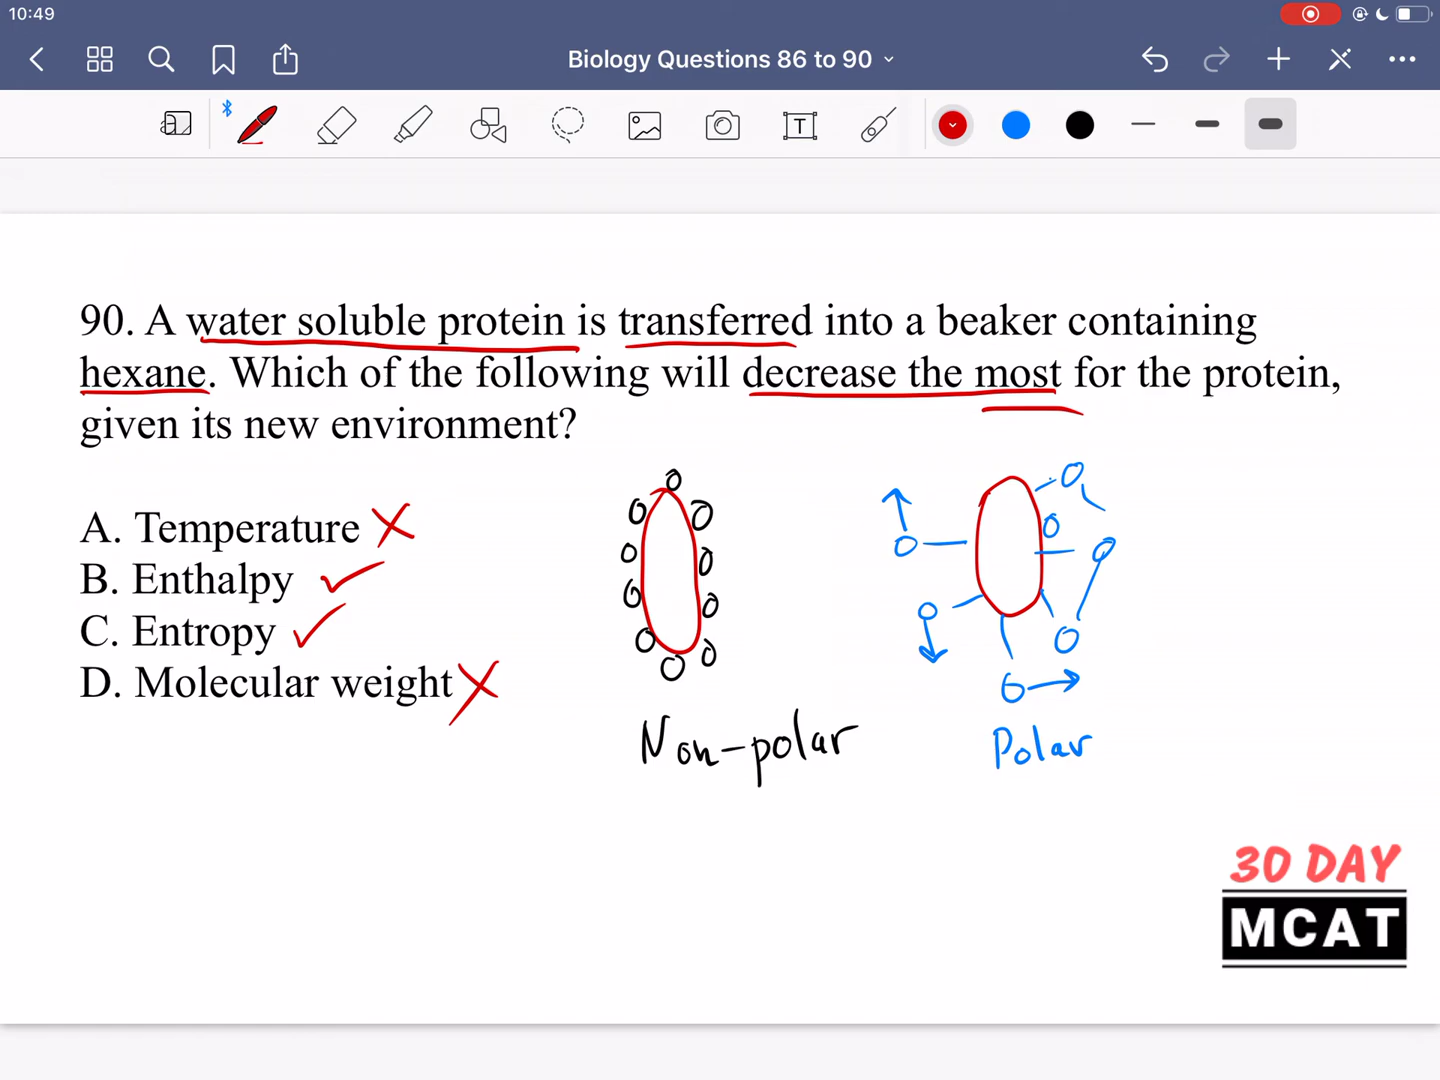 10:49
Biology Questions 86 to 90
T
90. A water soluble protein is transferred into a beaker containing
hexane. Which of the following will decrease the most for the protein,
given its new environment?
A. Temperature
B. Enthalpy
C. Entropy
D. Molecular weight
Non-polar
Polar
30 DAY
MCAT